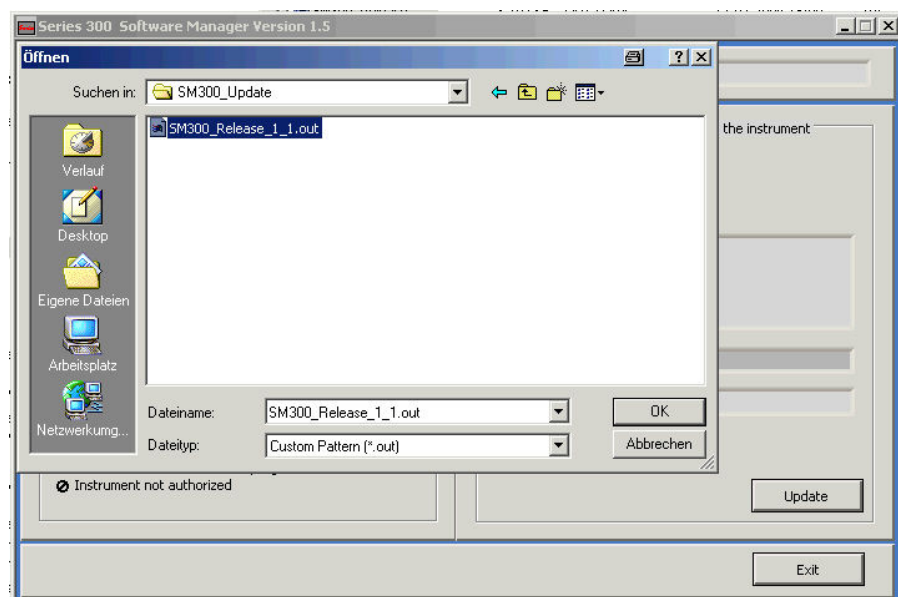 Series 300 Software Manager Version 1.5
Öffnen
Suchen in: SM300_Update
SM300_Release_1_1.out
the instrument
Verlauf
Desktop
Eigene Dateien
Arbeitsplatz
Netzwerkumg...
Dateiname: SM300_Release_1_1.out OK
Dateityp: Custom Pattern (*.out) Abbrechen
Instrument not authorized
Update
Exit